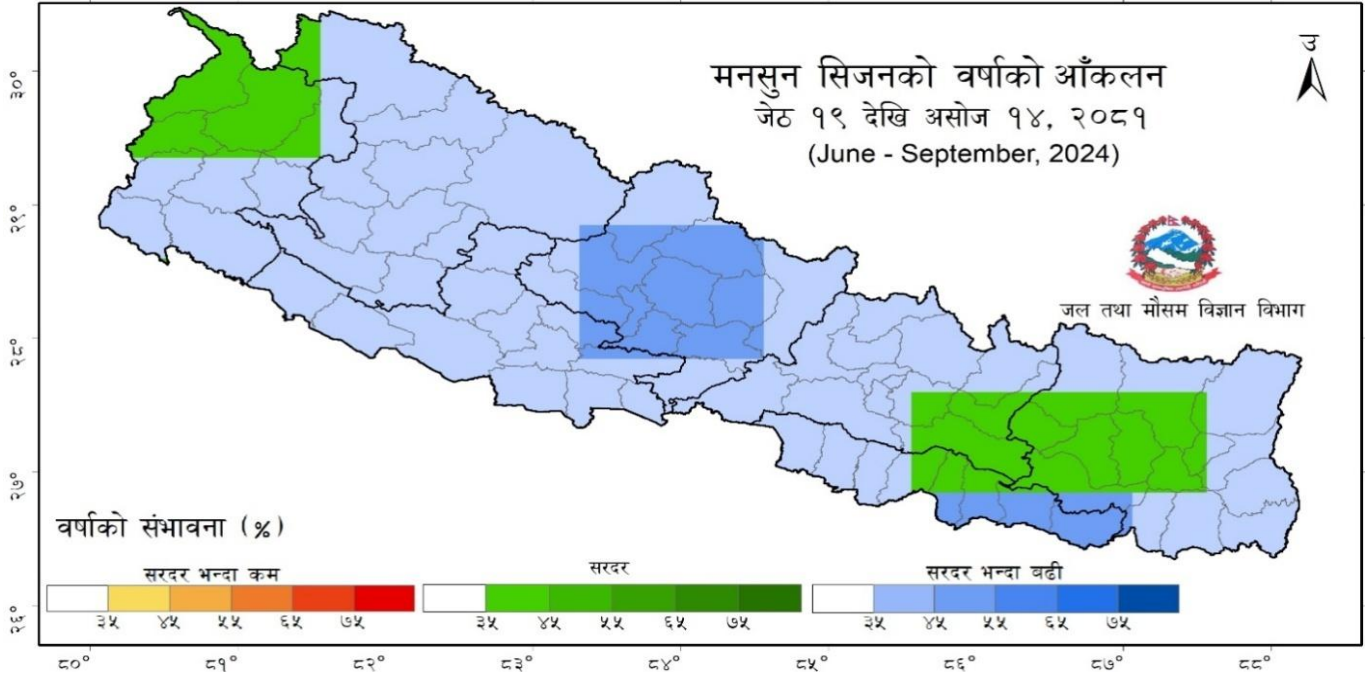 मनसुन सिजनको वर्षाको आँकलन
जेठ १९ देखि असोज १४, २०८१
(June - September, 2024)
उ
जल तथा मौसम विज्ञान विभाग
३०°
२९°
२८°
२७°
२६°
वर्षाको संभावना (%)
सरदर भन्दा कम
सरदर
सरदर भन्दा बढी
३५ ४५ ५५ ६५ ७५
३५ ४५ ५५ ६५ ७५
३५ ४५ ५५ ६५ ७५
८०° ८१° ८२° ८३° ८४° ८५° ८६° ८७° ८८°